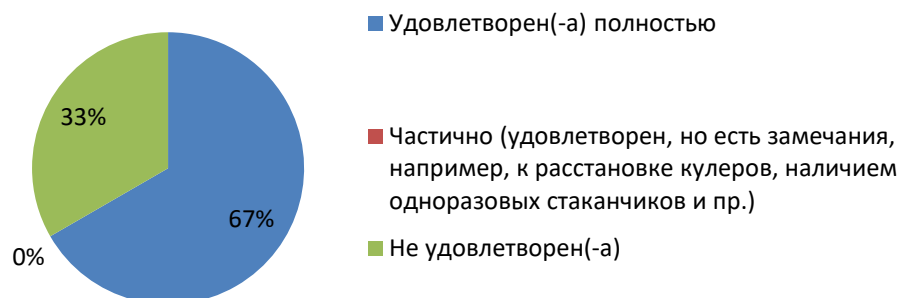 Удовлетворен(-а) полностью
33%
Частично (удовлетворен, но есть замечания,
например, к расстановке кулеров, наличием
одноразовых стаканчиков и пр.)
67%
0%
Не удовлетворен(-а)